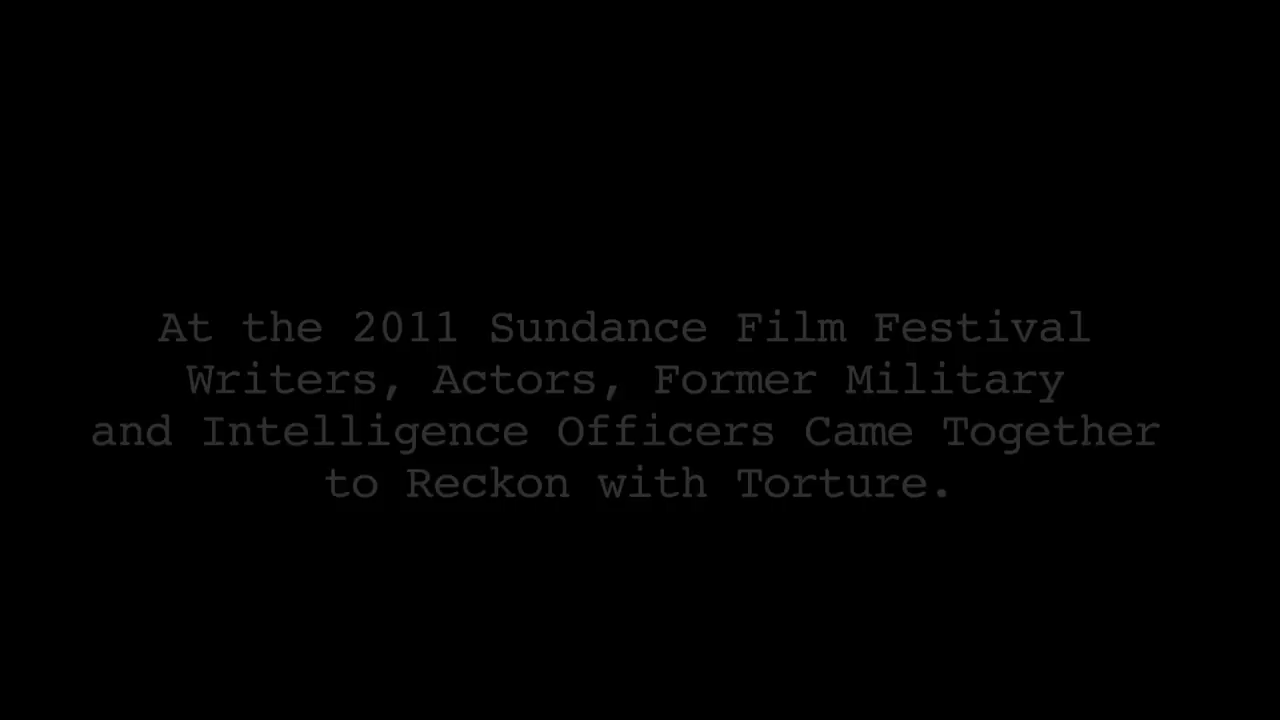 At the 2011 Sundance Film Festival
Writers, Actors, Former Military
and Intelligence Officers Came Together
to Reckon with Torture.